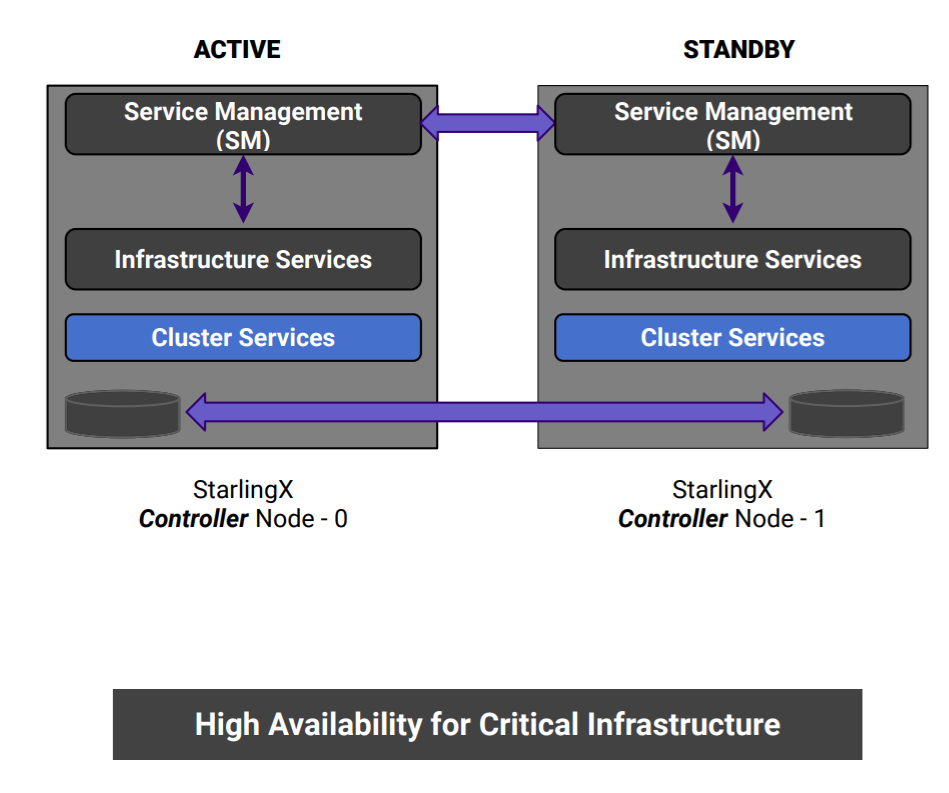 ACTIVE
STANDBY
Service Management
(SM)
Service Management
(SM)
Infrastructure Services
Infrastructure Services
Cluster Services
Cluster Services
StarlingX
Controller Node - 0
StarlingX
Controller Node - 1
High Availability for Critical Infrastructure